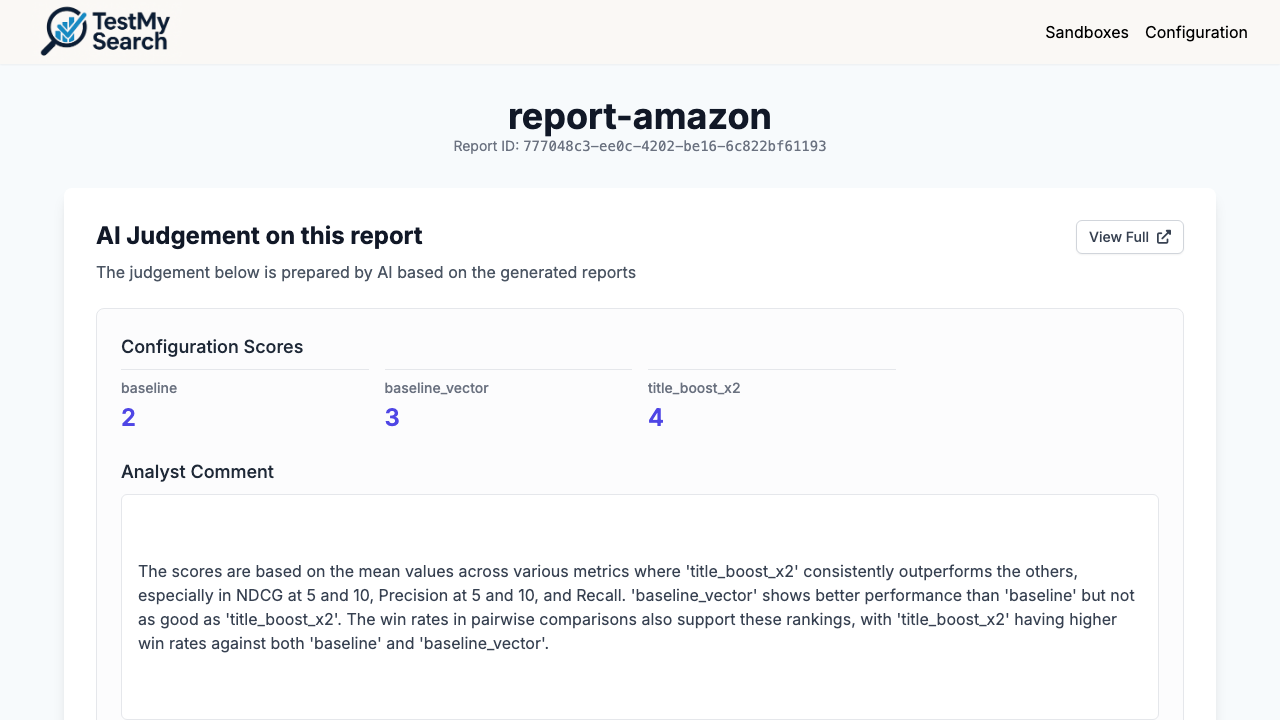 TestMy
Search
Sandboxes Configuration
report-amazon
Report ID: 777048c3-ee0c-4202-be16-6c822bf61193
AI Judgement on this report
View Full
The judgement below is prepared by AI based on the generated reports
Configuration Scores
baseline baseline_vector title_boost_x2
2 3 4
Analyst Comment
The scores are based on the mean values across various metrics where 'title_boost_x2' consistently outperforms the others,
especially in NDCG at 5 and 10, Precision at 5 and 10, and Recall. 'baseline_vector' shows better performance than 'baseline' but not
as good as 'title_boost_x2'. The win rates in pairwise comparisons also support these rankings, with 'title_boost_x2' having higher
win rates against both 'baseline' and 'baseline_vector'.